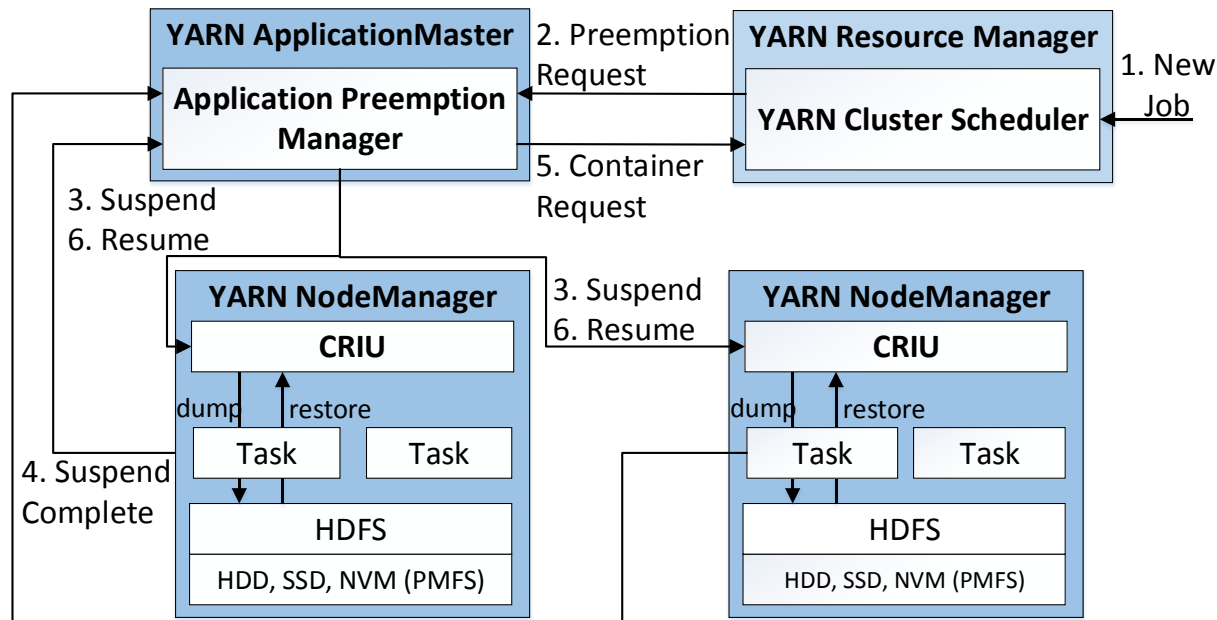 YARN ApplicationMaster
Application Preemption
Manager
2. Preemption
Request
YARN Resource Manager
YARN Cluster Scheduler
1. New
Job
5. Container
Request
3. Suspend
6. Resume
YARN NodeManager
CRIU
dump
restore
Task
Task
HDFS
HDD, SSD, NVM (PMFS)
4. Suspend
Complete
3. Suspend
6. Resume
YARN NodeManager
CRIU
dump
restore
Task
Task
HDFS
HDD, SSD, NVM (PMFS)